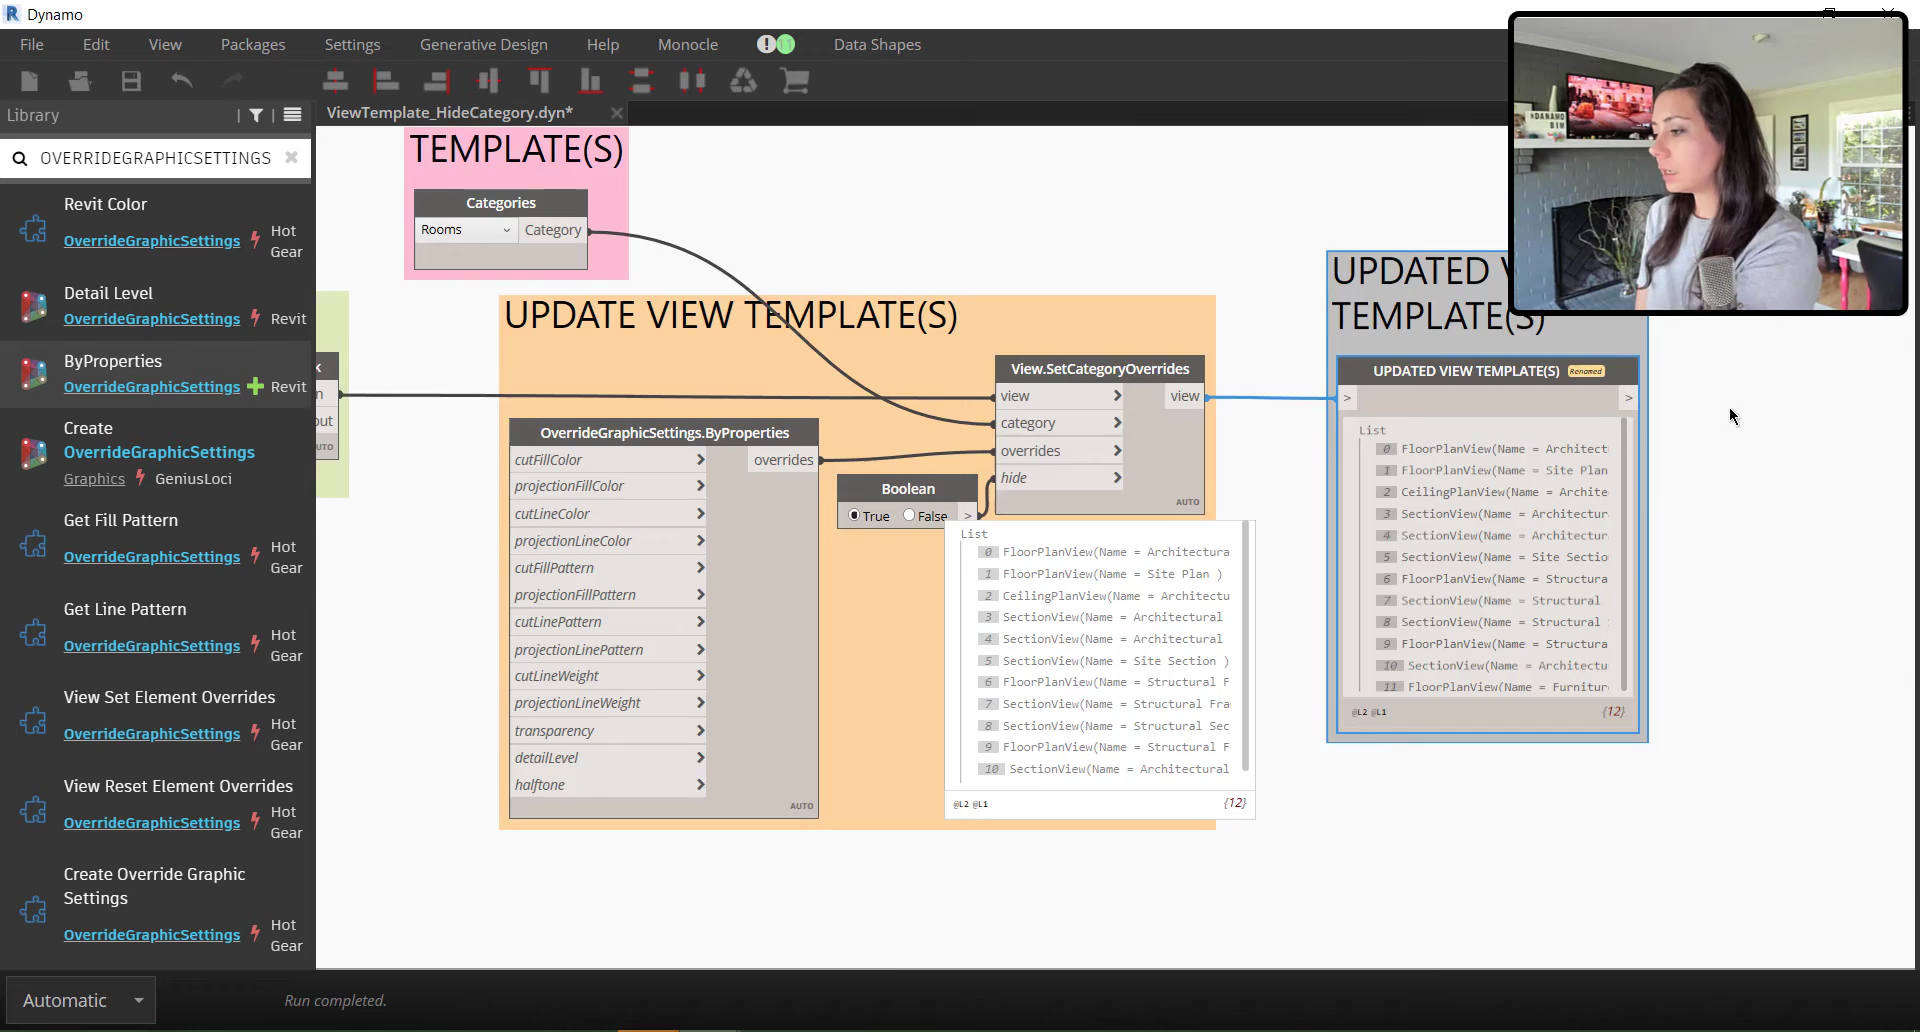 Dynamo
File Edit View Packages Settings Generative Design Help Monocle ! Data Shapes
Library
ViewTemplate_HideCategory.dyn*
OVERRIDEGRAPHICSETTINGS
Revit Color
OverrideGraphicSettings Hot Gear
Detail Level
OverrideGraphicSettings Revit
ByProperties
OverrideGraphicSettings Revit
Create
OverrideGraphicSettings
Graphics GeniusLoci
Get Fill Pattern
OverrideGraphicSettings Hot Gear
Get Line Pattern
OverrideGraphicSettings Hot Gear
View Set Element Overrides
OverrideGraphicSettings Hot Gear
View Reset Element Overrides
OverrideGraphicSettings Hot Gear
Create Override Graphic
Settings
OverrideGraphicSettings Hot Gear
TEMPLATE(S)
Categories
Rooms Category
UPDATE VIEW TEMPLATE(S)
OverrideGraphicSettings.ByProperties
cutFillColor > overrides
projectionFillColor >
cutLineColor >
projectionLineColor >
cutFillPattern >
projectionFillPattern >
cutLinePattern >
projectionLinePattern >
cutLineWeight >
projectionLineWeight >
transparency >
detailLevel >
halftone >
AUTO
Boolean
True False >
View.SetCategoryOverrides
view > view
category >
overrides >
hide >
AUTO
List
0 FloorPlanView(Name = Architectura
1 FloorPlanView(Name = Site Plan )
2 CeilingPlanView(Name = Architectu
3 SectionView(Name = Architectural
4 SectionView(Name = Architectural
5 SectionView(Name = Site Section )
6 FloorPlanView(Name = Structural F
7 SectionView(Name = Structural Fra
8 SectionView(Name = Structural Sec
9 FloorPlanView(Name = Structural F
10 SectionView(Name = Architectural
@L2 @L1 {12}
UPDATED V
TEMPLATE(S)
UPDATED VIEW TEMPLATE(S) Renamed
> >
List
0 FloorPlanView(Name = Architect
1 FloorPlanView(Name = Site Plan
2 CeilingPlanView(Name = Archite
3 SectionView(Name = Architectur
4 SectionView(Name = Architectur
5 SectionView(Name = Site Sectio
6 FloorPlanView(Name = Structura
7 SectionView(Name = Structural
8 SectionView(Name = Structural
9 FloorPlanView(Name = Structura
10 SectionView(Name = Architectu
11 FloorPlanView(Name = Furnitur
@L2 @L1 {12}
Automatic
Run completed.